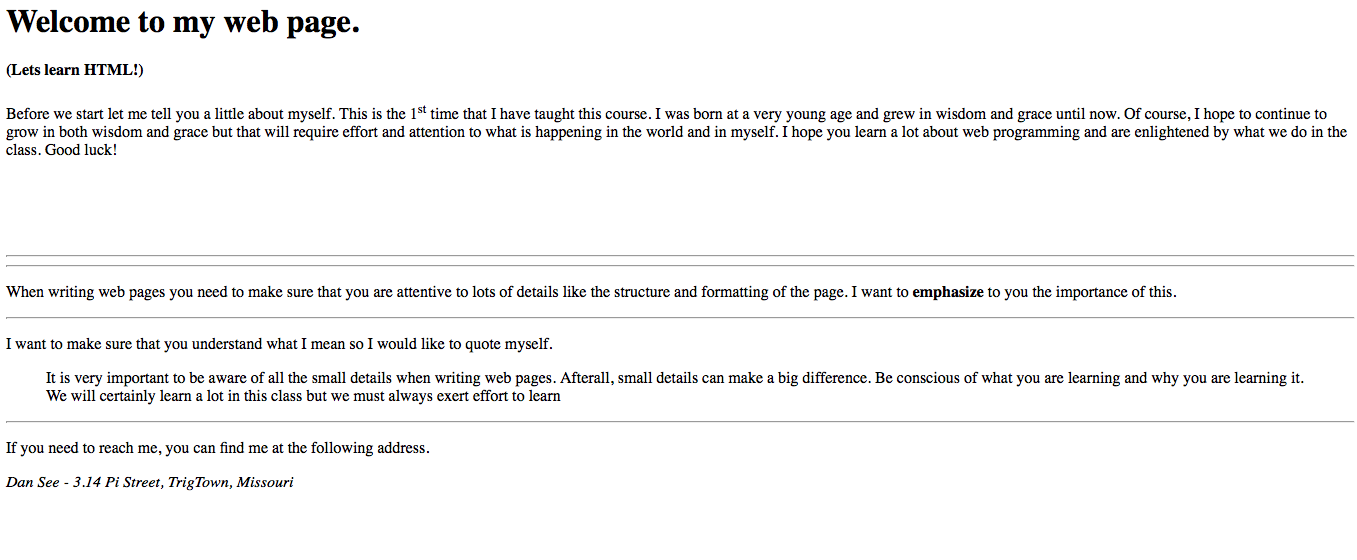 Welcome to my web page.
(Lets learn HTML!)
Before we start let me tell you a little about myself. This is the 1st time that I have taught this course. I was born at a very young age and grew in wisdom and grace until now. Of course, I hope to continue to
grow in both wisdom and grace but that will require effort and attention to what is happening in the world and in myself. I hope you learn a lot about web programming and are enlightened by what we do in the
class. Good luck!
When writing web pages you need to make sure that you are attentive to lots of details like the structure and formatting of the page. I want to emphasize to you the importance of this.
I want to make sure that you understand what I mean so I would like to quote myself.
It is very important to be aware of all the small details when writing web pages. Afterall, small details can make a big difference. Be conscious of what you are learning and why you are learning it.
We will certainly learn a lot in this class but we must always exert effort to learn
If you need to reach me, you can find me at the following address.
Dan See - 3.14 Pi Street, TrigTown, Missouri